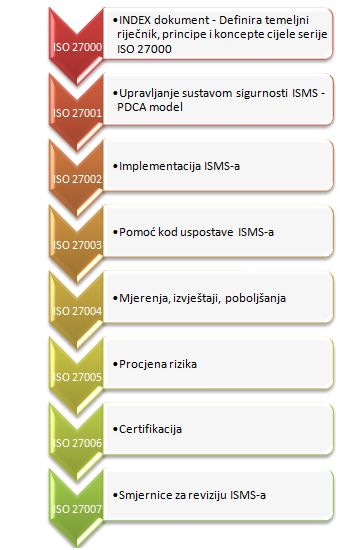 ISO 27000
•INDEX dokument - Definira temeljni
riječnik, principe i koncepte cijele serije
ISO 27000
ISO 27001
•Upravljanje sustavom sigurnosti ISMS -
PDCA model
ISO 27002
•Implementacija ISMS-a
ISO 27003
•Pomoć kod uspostave ISMS-a
ISO 27004
•Mjerenja, izvještaji, poboljšanja
ISO 27005
•Procjena rizika
ISO 27006
•Certifikacija
ISO 27007
•Smjernice za reviziju ISMS-a